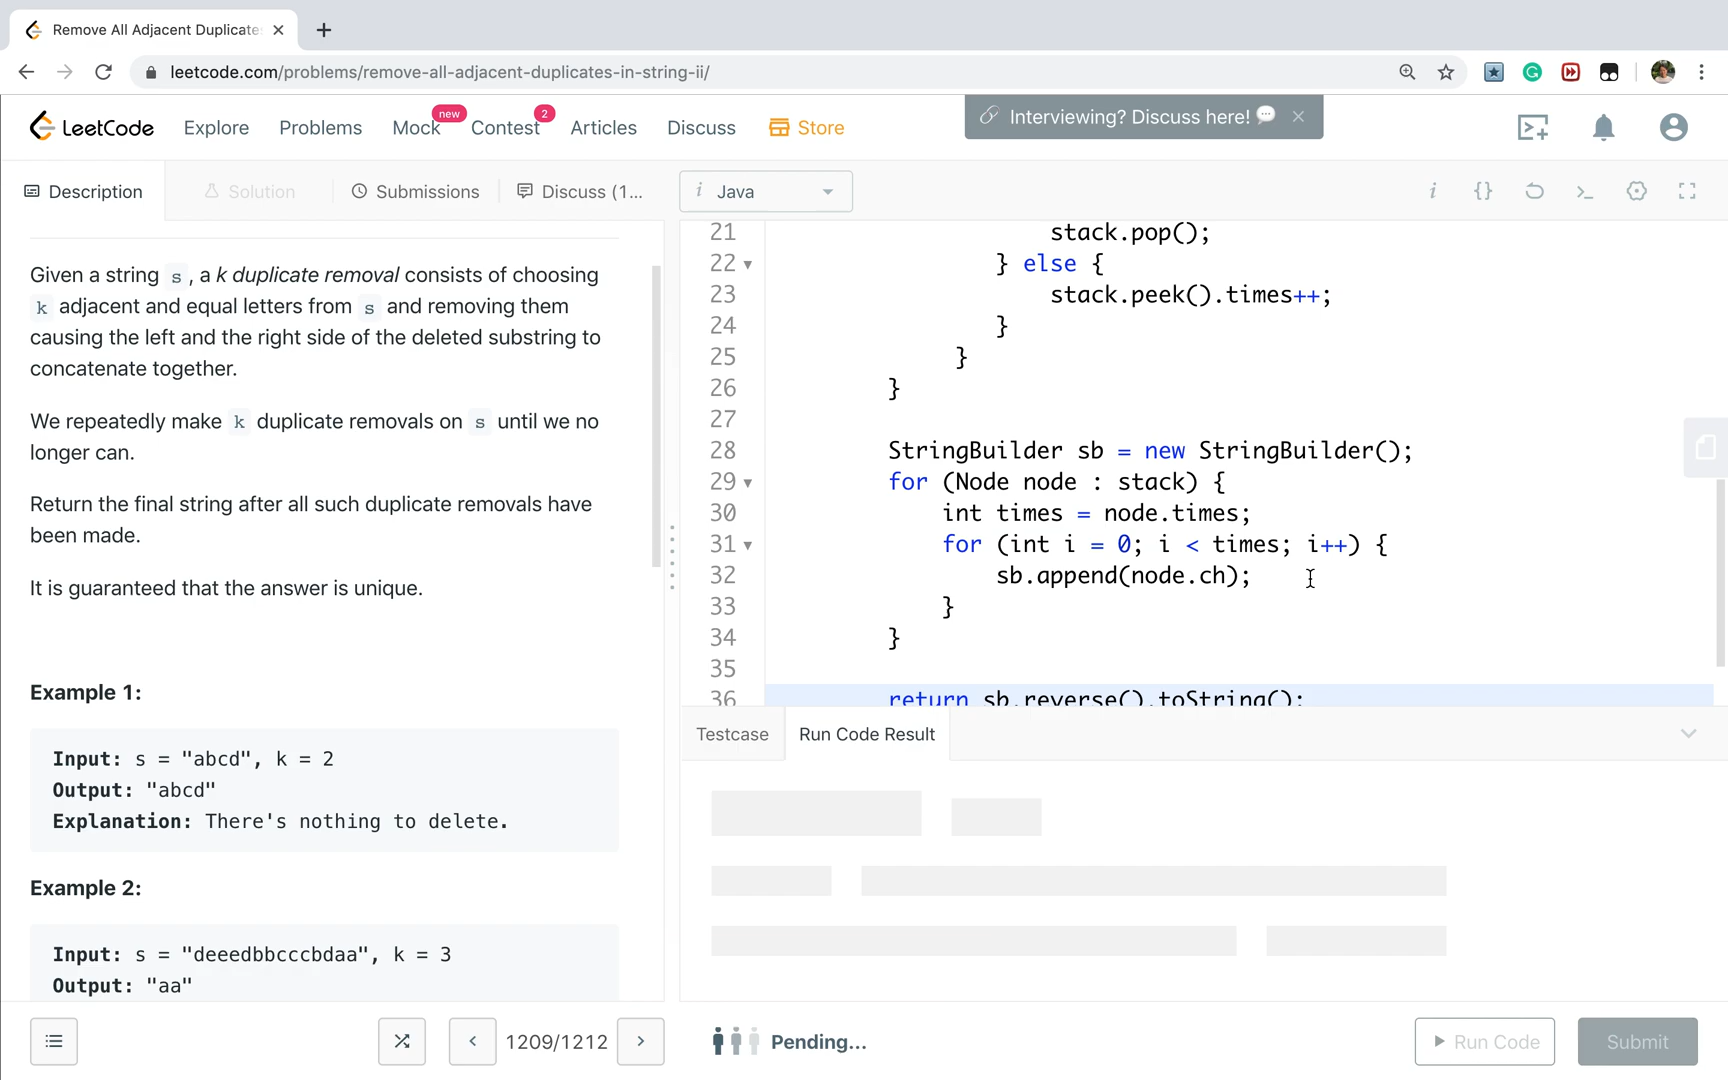 Remove All Adjacent Duplicate
leetcode.com/problems/remove-all-adjacent-duplicates-in-string-ii/
LeetCode
Explore
Problems
Mock
new
Contest
2
Articles
Discuss
Store
Interviewing? Discuss here!
Description
Solution
Submissions
Discuss (1...
i Java
Given a string s , a k duplicate removal consists of choosing
k adjacent and equal letters from s and removing them
causing the left and the right side of the deleted substring to
concatenate together.
We repeatedly make k duplicate removals on s until we no
longer can.
Return the final string after all such duplicate removals have
been made.
It is guaranteed that the answer is unique.
Example 1:
Input: s = "abcd", k = 2
Output: "abcd"
Explanation: There's nothing to delete.
Example 2:
Input: s = "deeedbbcccbdaa", k = 3
Output: "aa"
21 stack.pop();
22 } else {
23 stack.peek().times++;
24 }
25 }
26 }
27
28 StringBuilder sb = new StringBuilder();
29 for (Node node : stack) {
30 int times = node.times;
31 for (int i = 0; i < times; i++) {
32 sb.append(node.ch);
33 }
34 }
35
36 return sb.reverse().toString();
Testcase
Run Code Result
1209/1212
Pending...
Run Code
Submit